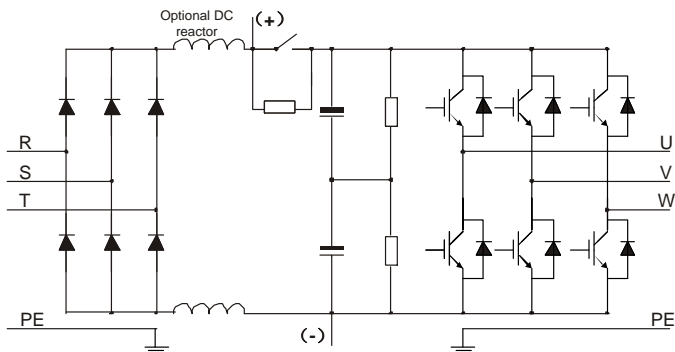 Optional DC
reactor
(+)
R
U
S
V
T
W
PE
PE
(-)